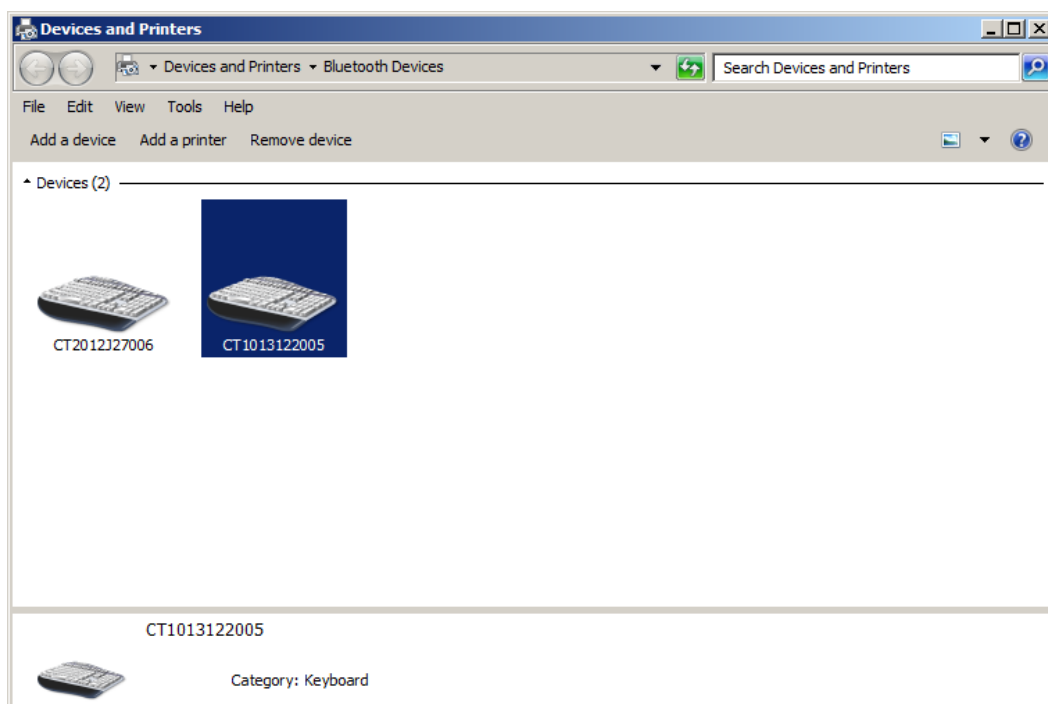 Devices and Printers
Devices and Printers Bluetooth Devices Search Devices and Printers
File Edit View Tools Help
Add a device Add a printer Remove device
Devices (2)
CT2012J27006 CT1013122005
CT1013122005
Category: Keyboard